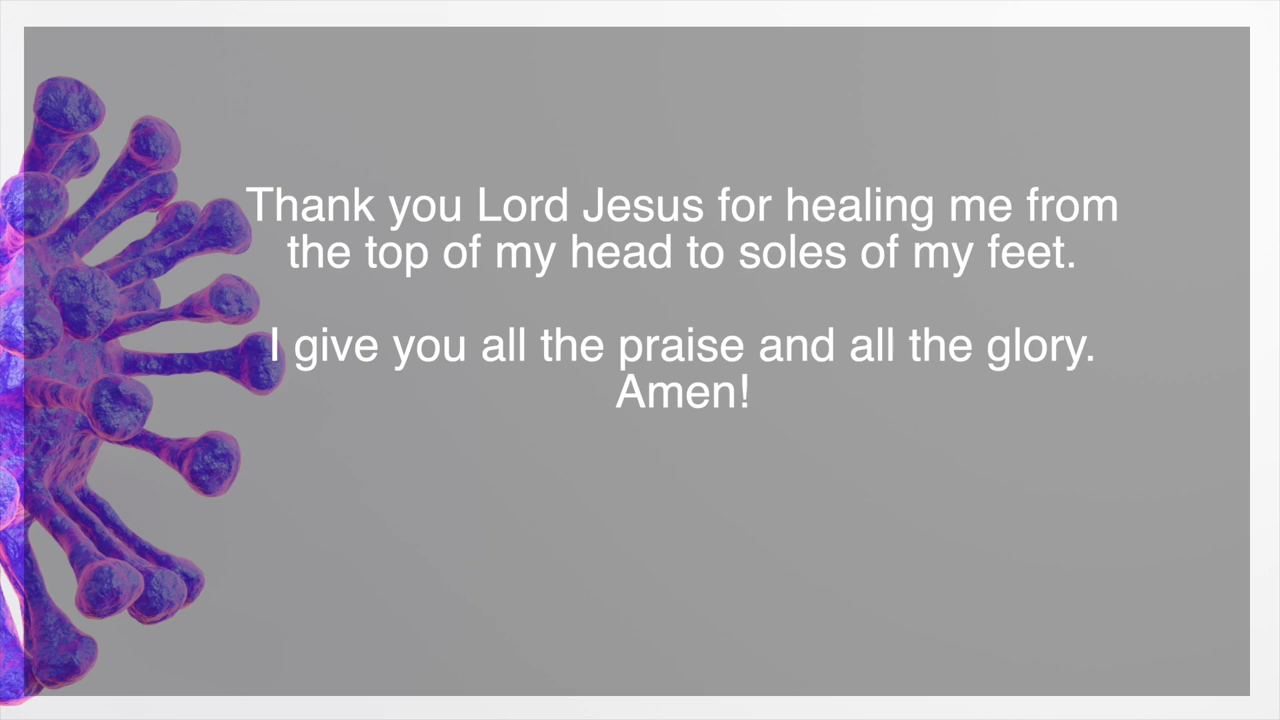 Thank you Lord Jesus for healing me from
the top of my head to soles of my feet.
I give you all the praise and all the glory.
Amen!